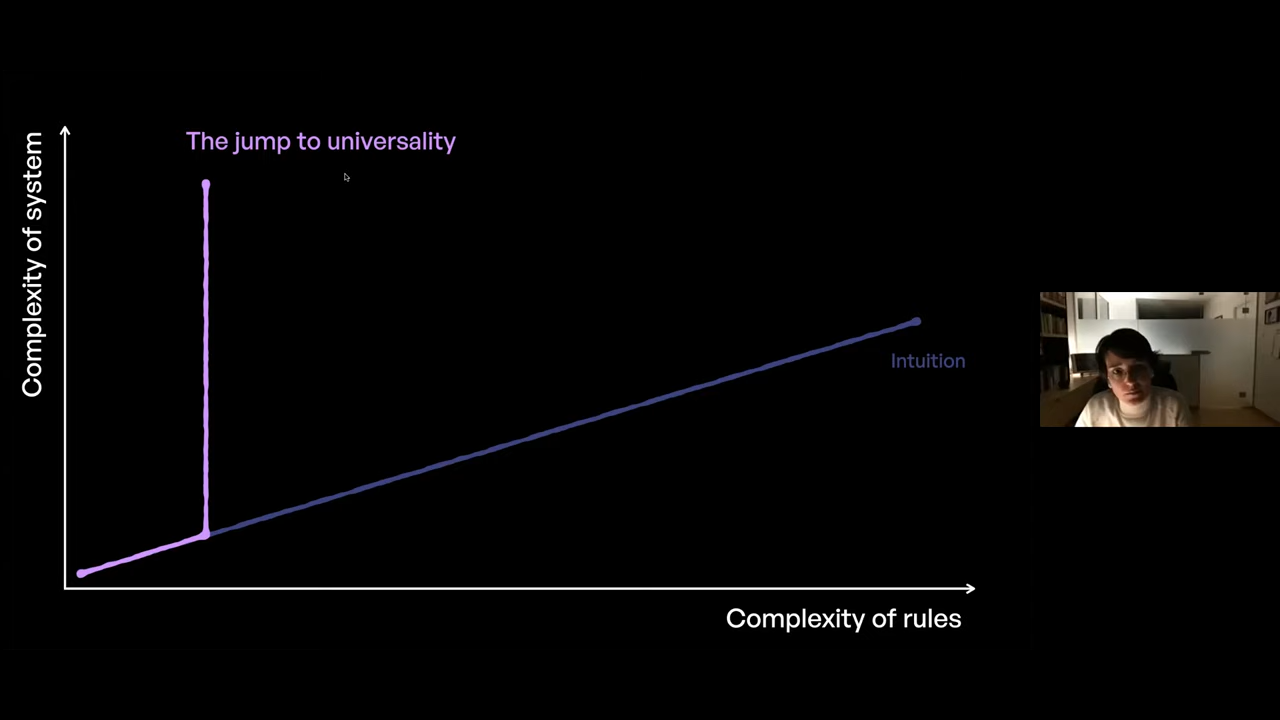 The jump to universality
Complexity of system
Intuition
Complexity of rules